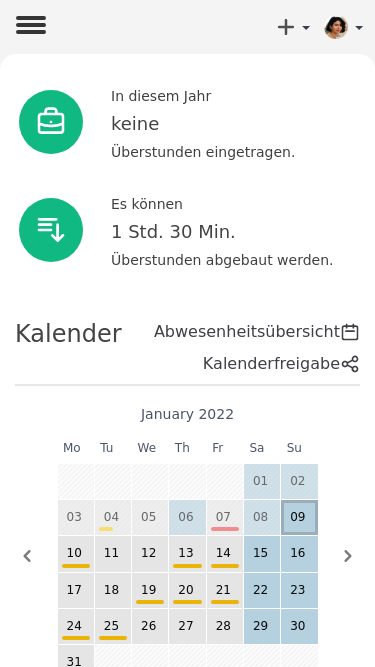 In diesem Jahr
keine
Überstunden eingetragen.
Es können
1 Std. 30 Min.
Überstunden abgebaut werden.
Kalender
Abwesenheitsübersicht
Kalenderfreigabe
January 2022
Mo Tu We Th Fr Sa Su
01 02
03 04 05 06 07 08 09
10 11 12 13 14 15 16
17 18 19 20 21 22 23
24 25 26 27 28 29 30
31